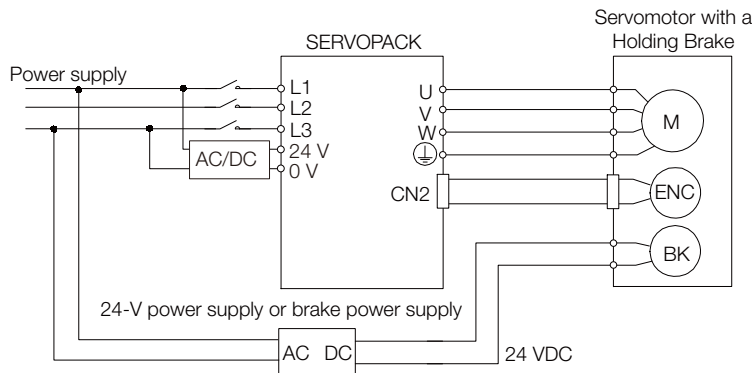 Servomotor with a
Holding Brake
SERVOPACK
Power supply
L1
L2
L3
24 V
0 V
AC/DC
U
V
W
CN2
M
ENC
BK
24-V power supply or brake power supply
AC DC
24 VDC